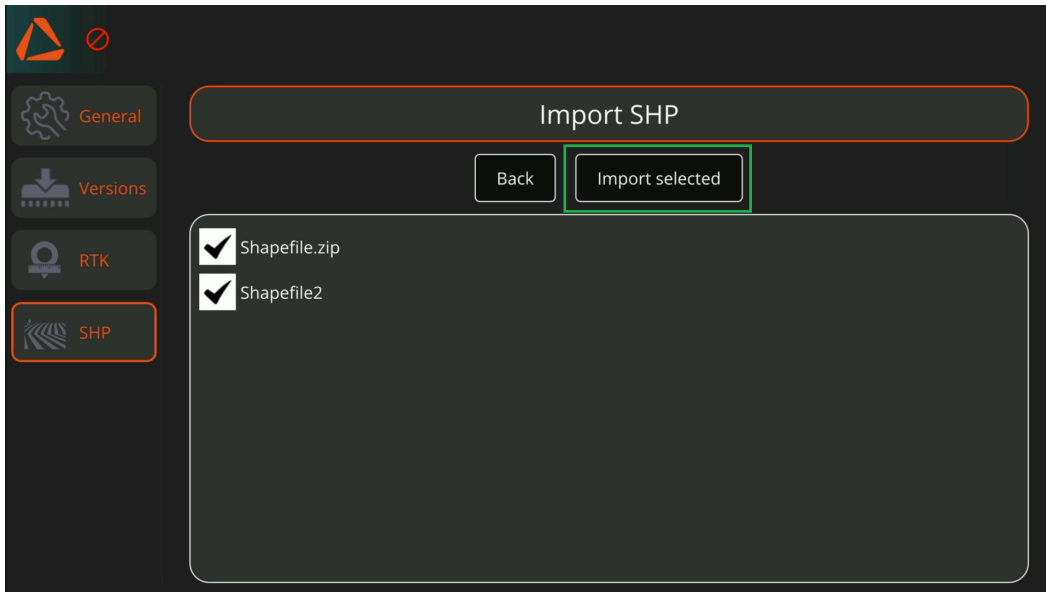 General
Versions
RTK
SHP
Import SHP
Back
Import selected
Shapefile.zip
Shapefile2